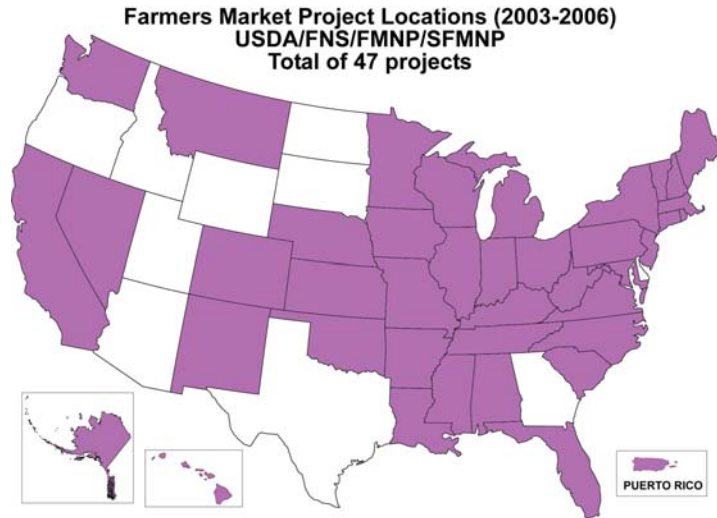 Farmers Market Project Locations (2003-2006)
USDA/FNS/FMNP/SFMNP
Total of 47 projects
PUERTO RICO